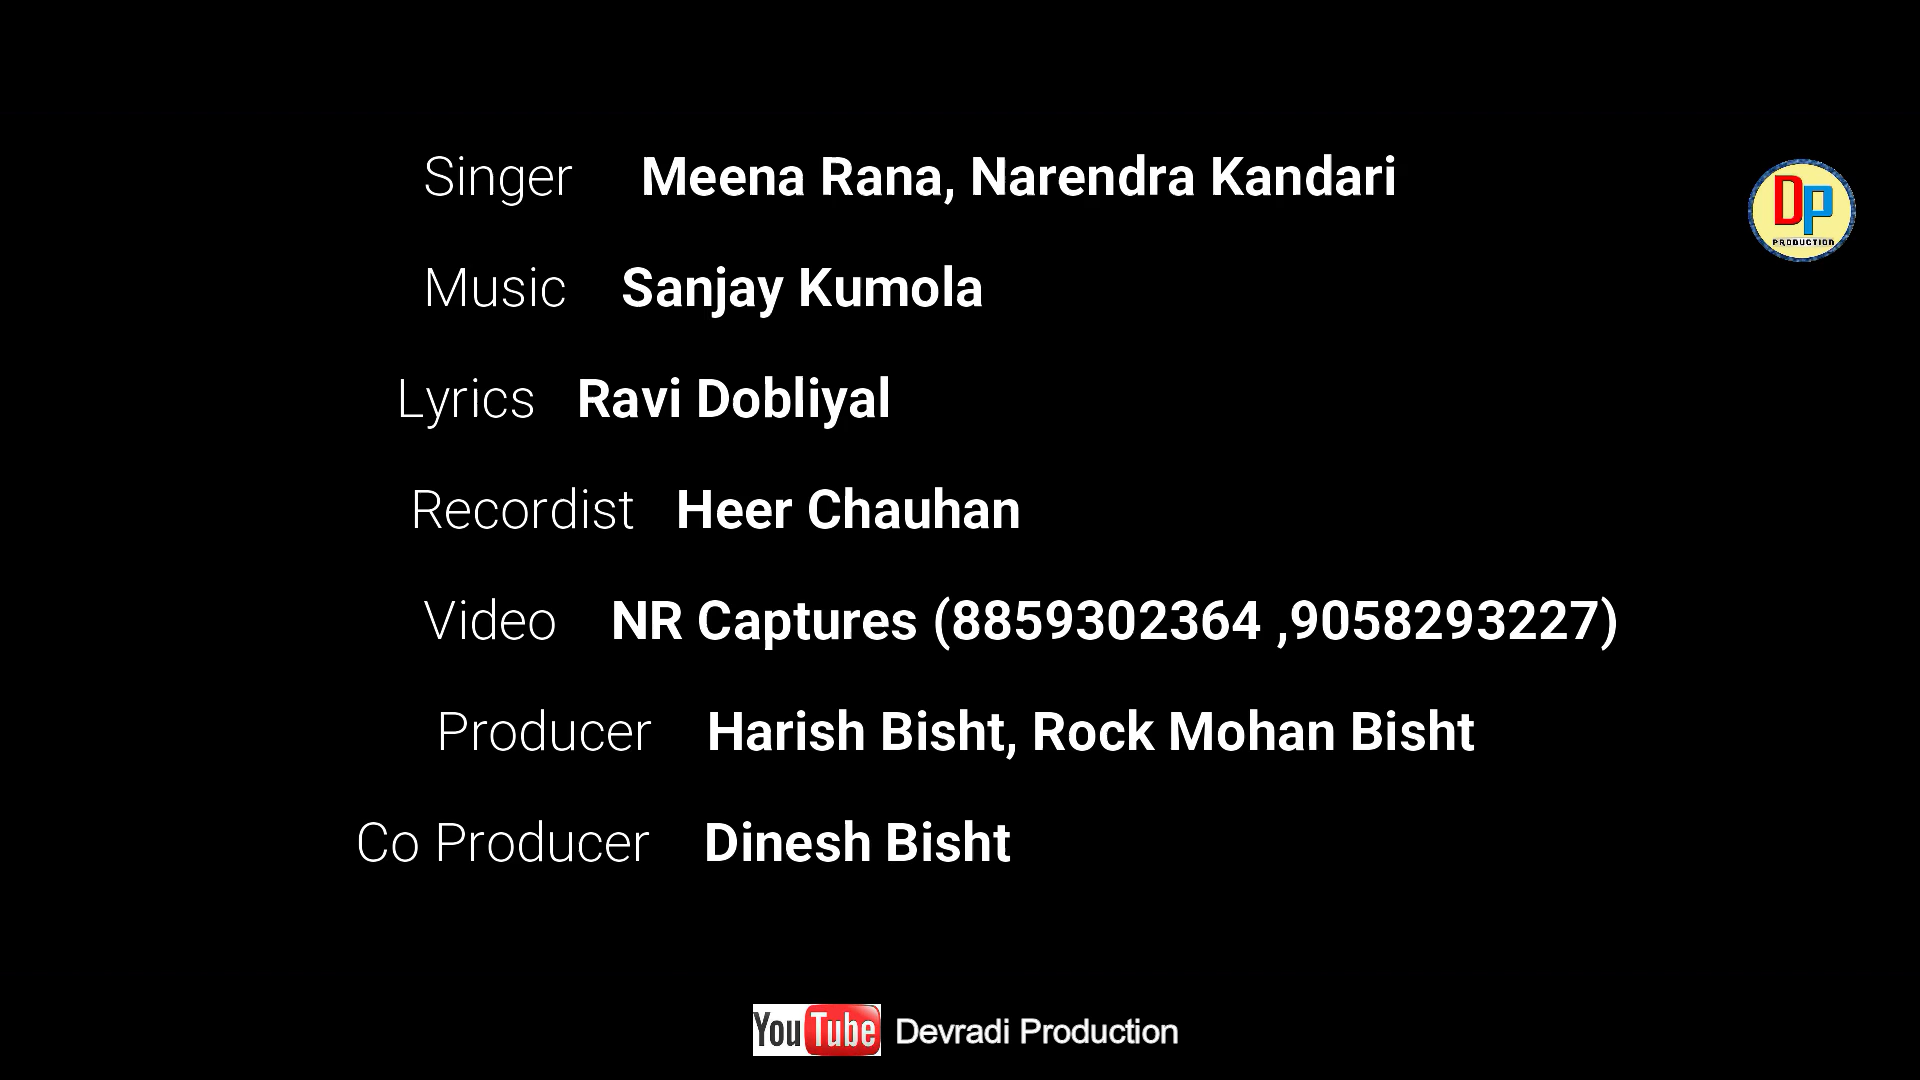 Singer Meena Rana, Narendra Kandari
DP
PRODUCTION
Music Sanjay Kumola
Lyrics Ravi Dobliyal
Recordist Heer Chauhan
Video NR Captures (8859302364 ,9058293227)
Producer Harish Bisht, Rock Mohan Bisht
Co Producer Dinesh Bisht
YouTube Devradi Production